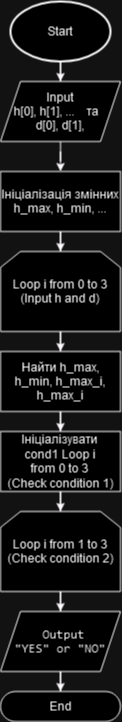 Start
Input
h[0], h[1], ... та
d[0], d[1],
Ініціалізація змінних
h_max, h_min, ...
Loop i from 0 to 3
(Input h and d)
Найти h_max,
h_min, h_max_i,
h_max_i
Ініціалізувати
cond1 Loop i
from 0 to 3
(Check condition 1)
Loop i from 1 to 3
(Check condition 2)
Output
"YES" or "NO"
End